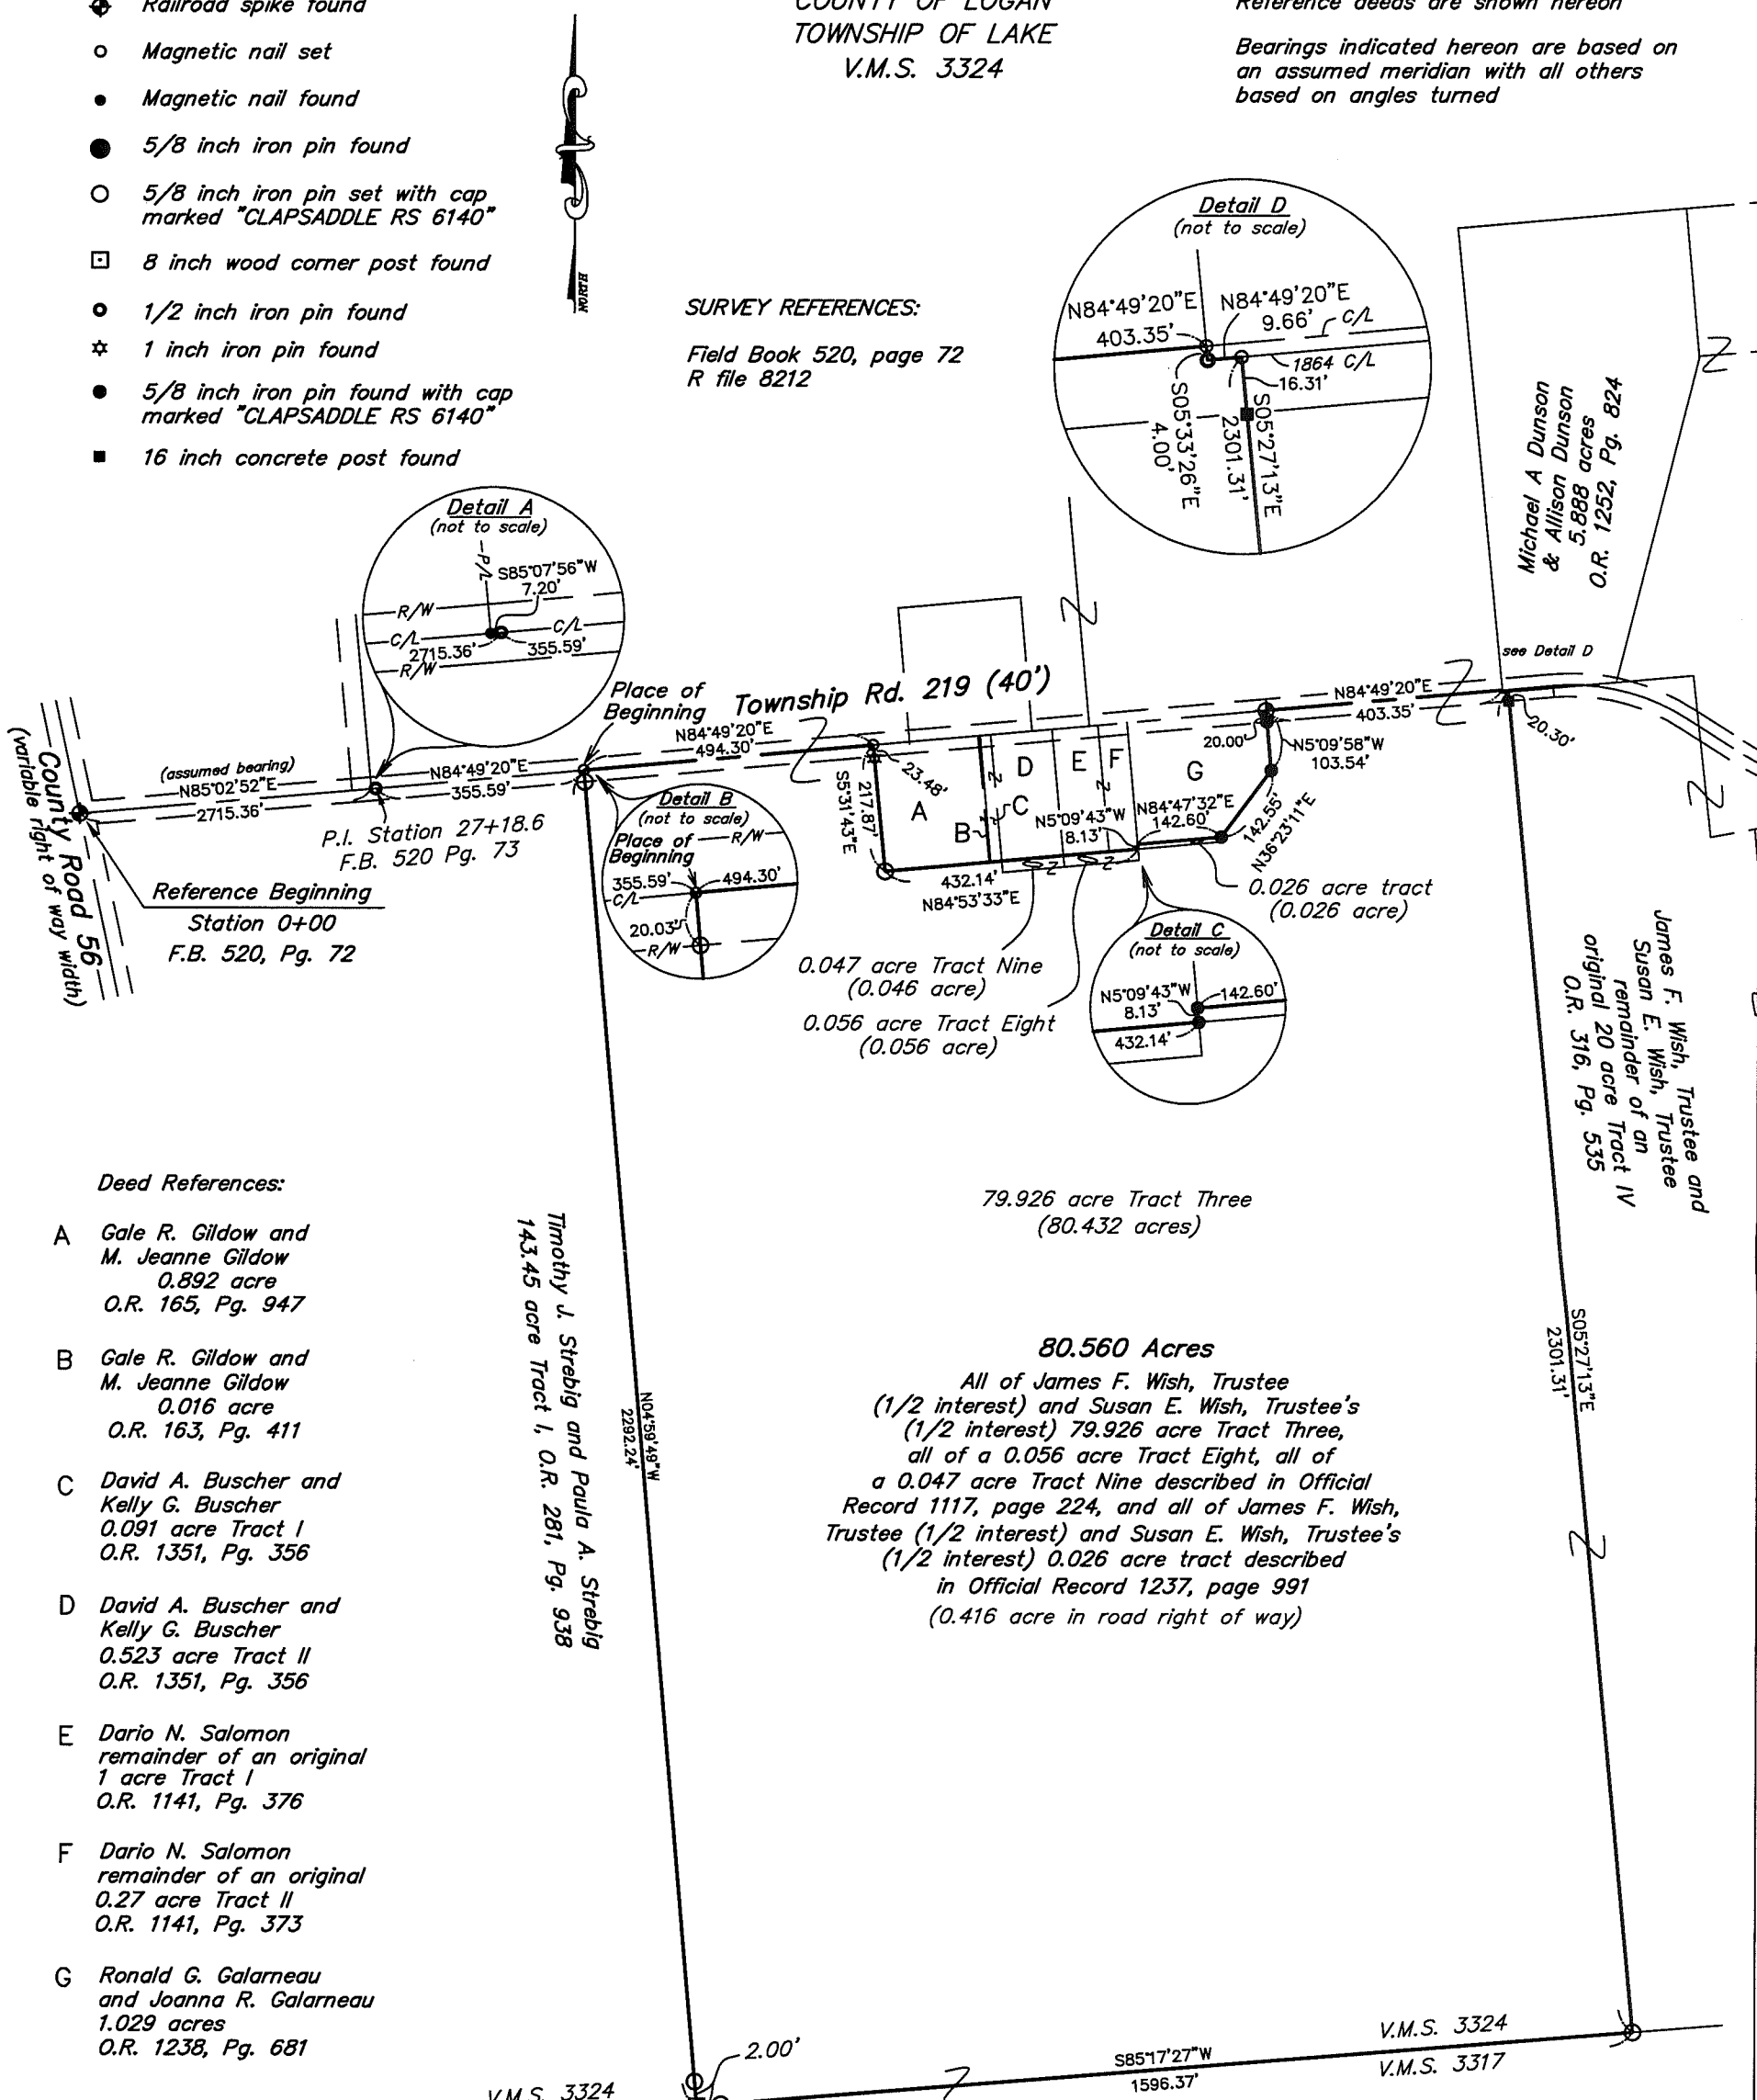 Railroad spike found
Magnetic nail set
Magnetic nail found
5/8 inch iron pin found
5/8 inch iron pin set with cap
marked "CLAPSADDLE RS 6140"
8 inch wood corner post found
1/2 inch iron pin found
1 inch iron pin found
5/8 inch iron pin found with cap
marked "CLAPSADDLE RS 6140"
16 inch concrete post found
NORTH
COUNTY OF LOGAN
TOWNSHIP OF LAKE
V.M.S. 3324
Reference deeds are shown hereon
Bearings indicated hereon are based on
an assumed meridian with all others
based on angles turned
SURVEY REFERENCES:
Field Book 520, page 72
R file 8212
Detail D
(not to scale)
N84°49'20"E
403.35'
N84°49'20"E
9.66'
C/L
1864 C/L
16.31'
S05°33'26"E
4.00'
S05°27'13"E
2301.31'
Michael A Dunson
& Allison Dunson
5.888 acres
O.R. 1252, Pg. 824
Detail A
(not to scale)
P/L
S85°07'56"W
7.20'
R/W
C/L
C/L
2715.36'
355.59'
R/W
see Detail D
Place of
Beginning
Township Rd. 219 (40')
N84°49'20"E
494.30'
N84°49'20"E
403.35'
20.30'
20.00'
N5°09'58"W
103.54'
County Road 56
(variable right of way width)
(assumed bearing)
N85°02'52"E
2715.36'
N84°49'20"E
355.59'
P.I. Station 27+18.6
F.B. 520 Pg. 73
Reference Beginning
Station 0+00
F.B. 520, Pg. 72
23.48'
S5°31'43"E
217.87'
A
B
C
D
E
F
G
N5°09'43"W
8.13'
N84°47'32"E
142.60'
142.55'
N36°23'11"E
432.14'
N84°53'33"E
0.026 acre tract
(0.026 acre)
Detail B
(not to scale)
Place of
Beginning
R/W
355.59'
494.30'
C/L
20.03'
R/W
0.047 acre Tract Nine
(0.046 acre)
0.056 acre Tract Eight
(0.056 acre)
Detail C
(not to scale)
N5°09'43"W
8.13'
142.60'
432.14'
James F. Wish, Trustee and
Susan E. Wish, Trustee
remainder of an
original 20 acre Tract IV
O.R. 316, Pg. 535
79.926 acre Tract Three
(80.432 acres)
80.560 Acres
All of James F. Wish, Trustee
(1/2 interest) and Susan E. Wish, Trustee's
(1/2 interest) 79.926 acre Tract Three,
all of a 0.056 acre Tract Eight, all of
a 0.047 acre Tract Nine described in Official
Record 1117, page 224, and all of James F. Wish,
Trustee (1/2 interest) and Susan E. Wish, Trustee's
(1/2 interest) 0.026 acre tract described
in Official Record 1237, page 991
(0.416 acre in road right of way)
S05°27'13"E
2301.31'
Timothy J. Strebig and Paula A. Strebig
143.45 acre Tract I, O.R. 281, Pg. 938
N04°59'49"W
2292.24'
Deed References:
A Gale R. Gildow and
M. Jeanne Gildow
0.892 acre
O.R. 165, Pg. 947
B Gale R. Gildow and
M. Jeanne Gildow
0.016 acre
O.R. 163, Pg. 411
C David A. Buscher and
Kelly G. Buscher
0.091 acre Tract I
O.R. 1351, Pg. 356
D David A. Buscher and
Kelly G. Buscher
0.523 acre Tract II
O.R. 1351, Pg. 356
E Dario N. Salomon
remainder of an original
1 acre Tract I
O.R. 1141, Pg. 376
F Dario N. Salomon
remainder of an original
0.27 acre Tract II
O.R. 1141, Pg. 373
G Ronald G. Galarneau
and Joanna R. Galarneau
1.029 acres
O.R. 1238, Pg. 681
2.00'
V.M.S. 3324
S85°17'27"W
1596.37'
V.M.S. 3324
V.M.S. 3317